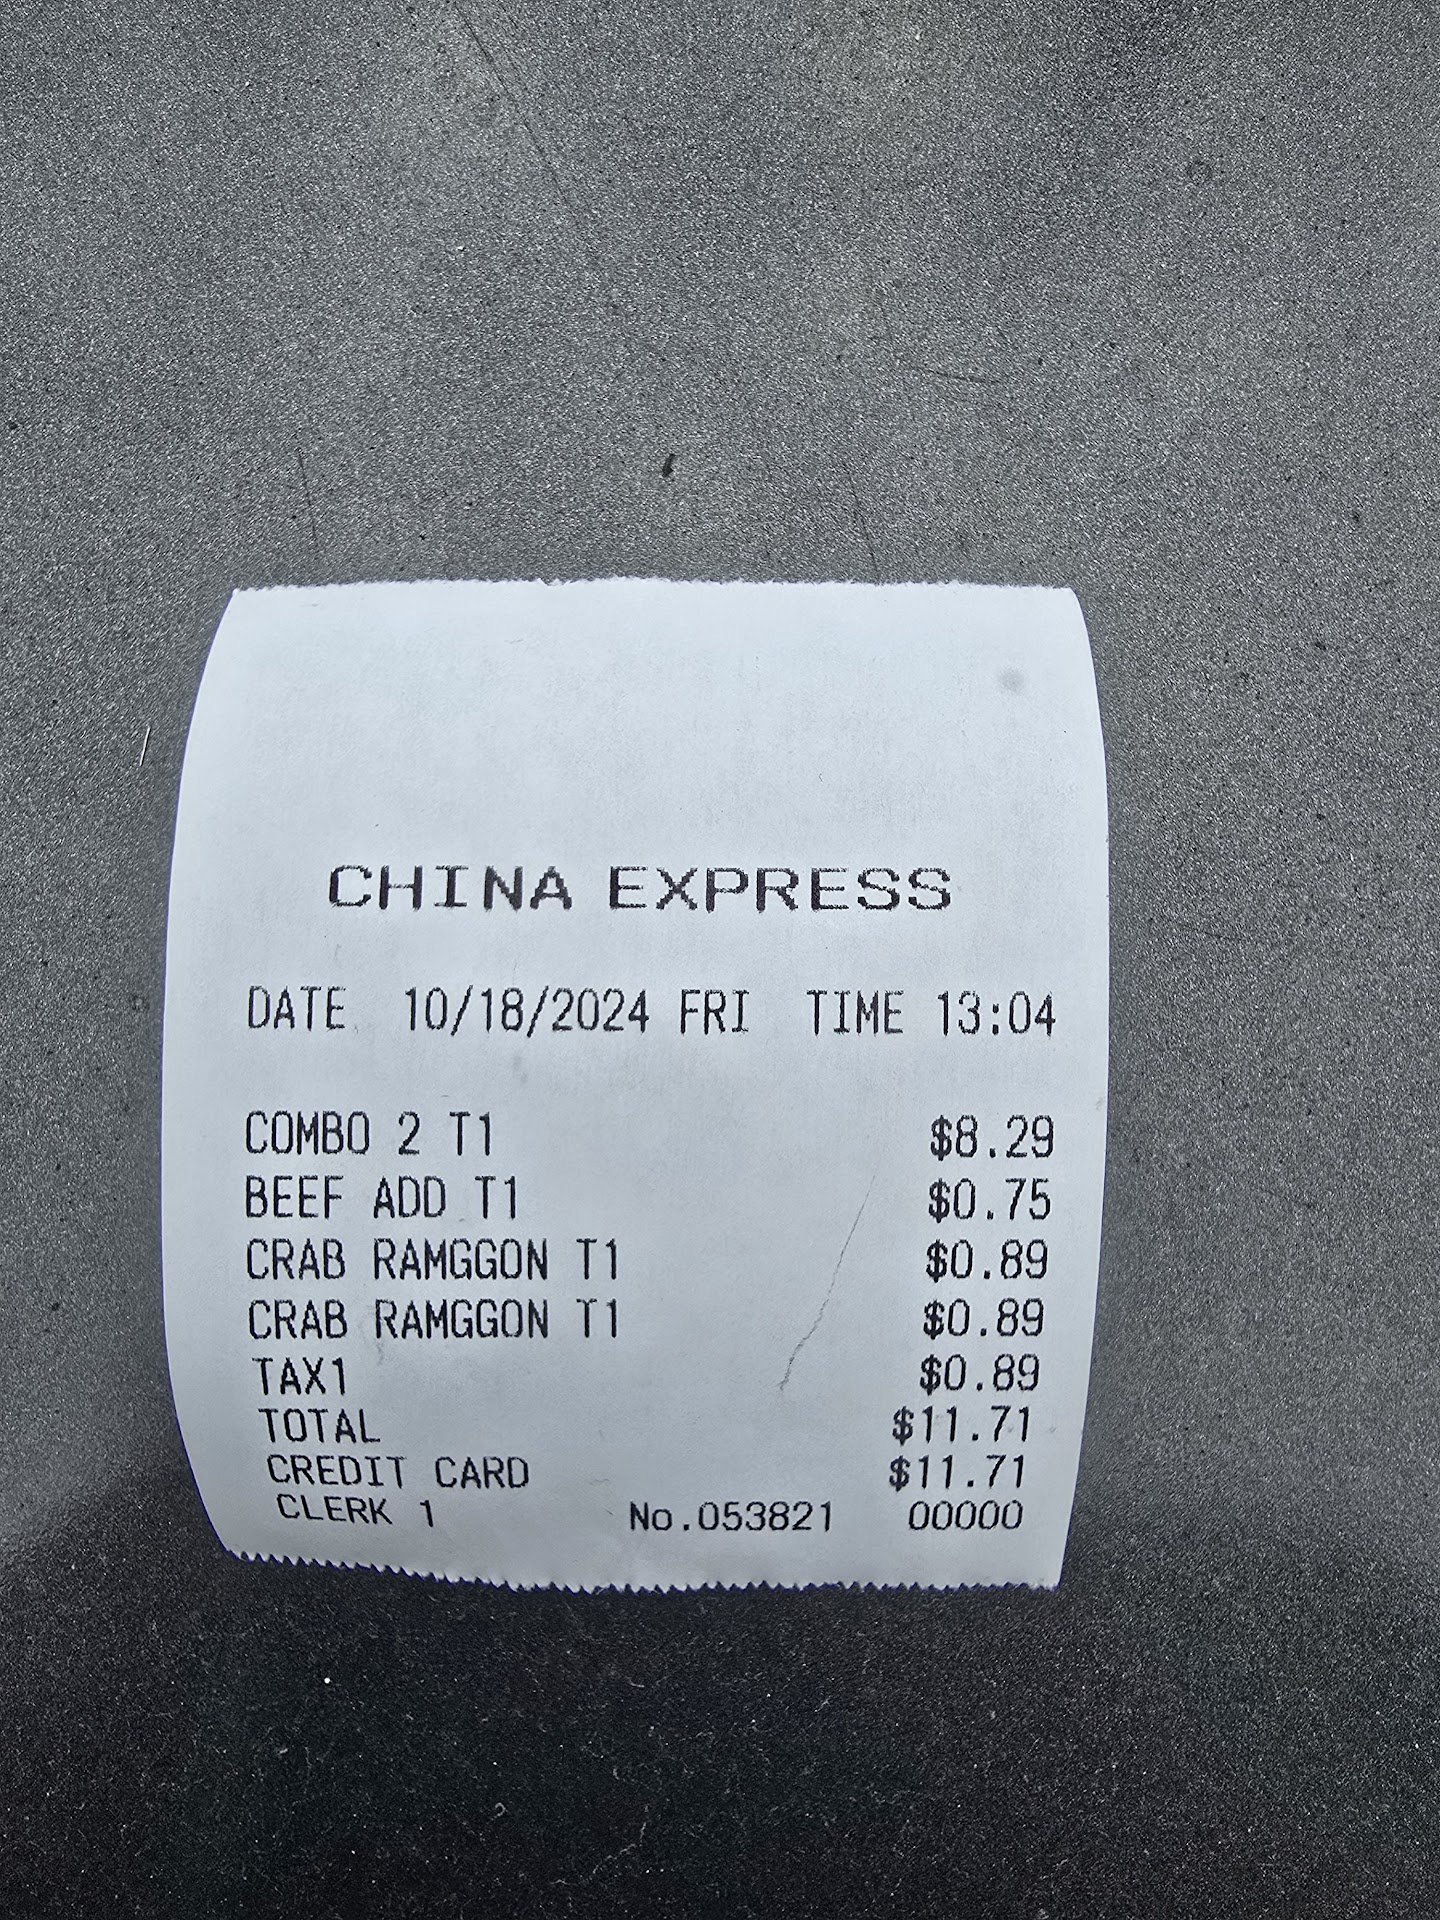 CHINA EXPRESS
DATE 10/18/2024 FRI TIME 13:04
COMBO 2 T1 $8.29
BEEF ADD T1 $0.75
CRAB RAMGGON T1 $0.89
CRAB RAMGGON T1 $0.89
TAX1 $0.89
TOTAL $11.71
CREDIT CARD $11.71
CLERK 1 No.053821 00000